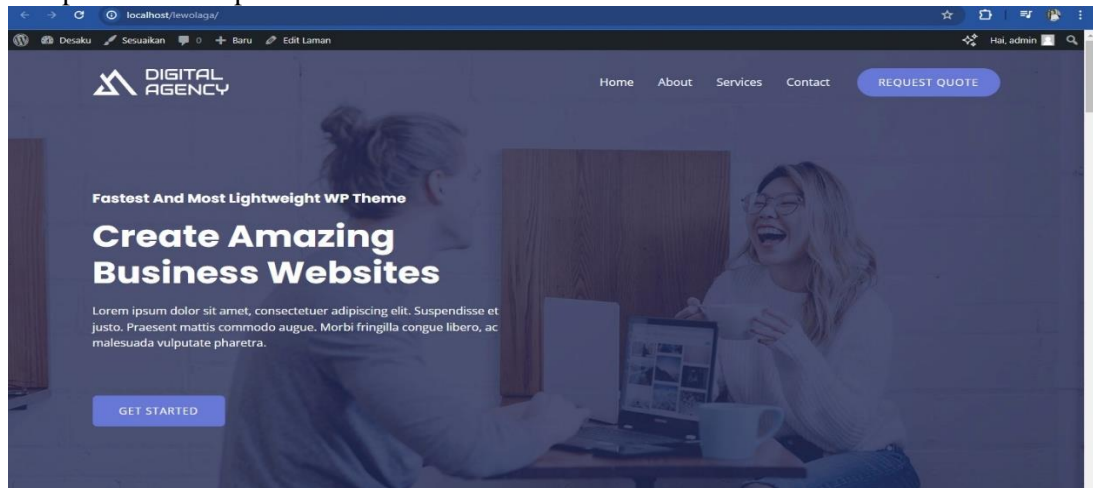 localhost/lewolaga/
Desaku Sesuaikan 0 Baru Edit Laman Hai, admin
DIGITAL
AGENCY
Home About Services Contact REQUEST QUOTE
Fastest And Most Lightweight WP Theme
Create Amazing
Business Websites
Lorem ipsum dolor sit amet, consectetuer adipiscing elit. Suspendisse et
justo. Praesent mattis commodo augue. Morbi fringilla congue libero, ac
malesuada vulputate pharetra.
GET STARTED